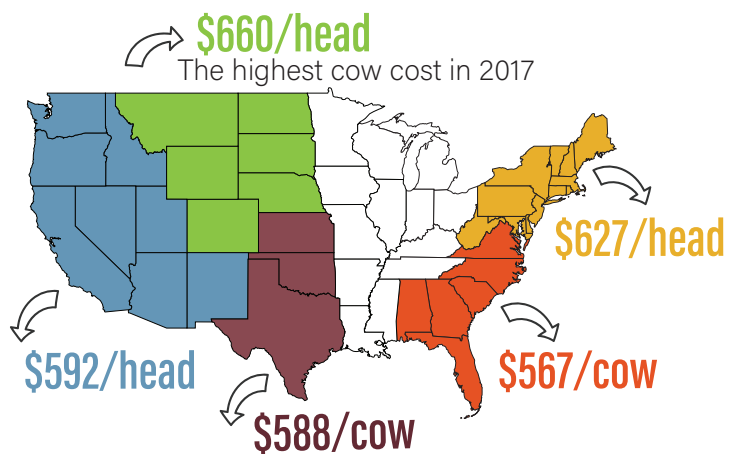 $660/head
The highest cow cost in 2017
$627/head
$592/head
$567/cow
$588/cow